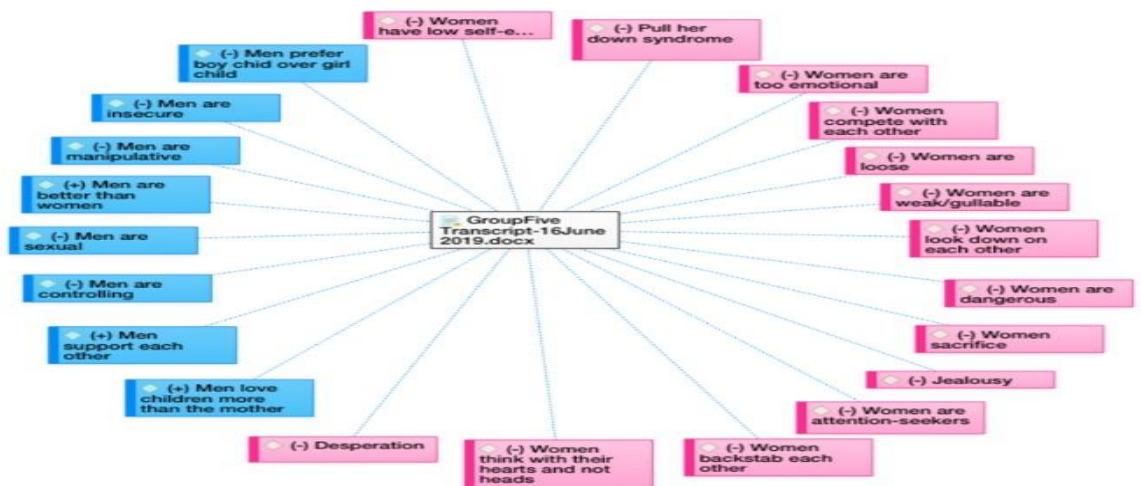 (-) Women
have low self-e...
(-) Pull her
down syndrome
(-) Men prefer
boy chid over girl
child
(-) Women are
too emotional
(-) Men are
insecure
(-) Women
compete with
each other
(-) Men are
manipulative
(-) Women are
loose
(+) Men are
better than
women
(-) Women are
weak/gullable
GroupFive
Transcript-16June
2019.docx
(-) Men are
sexual
(-) Women
look down on
each other
(-) Men are
controlling
(-) Women are
dangerous
(+) Men
support each
other
(-) Women
sacrifice
(+) Men love
children more
than the mother
(-) Jealousy
(-) Women are
attention-seekers
(-) Desperation
(-) Women
think with their
hearts and not
heads
(-) Women
backstab each
other